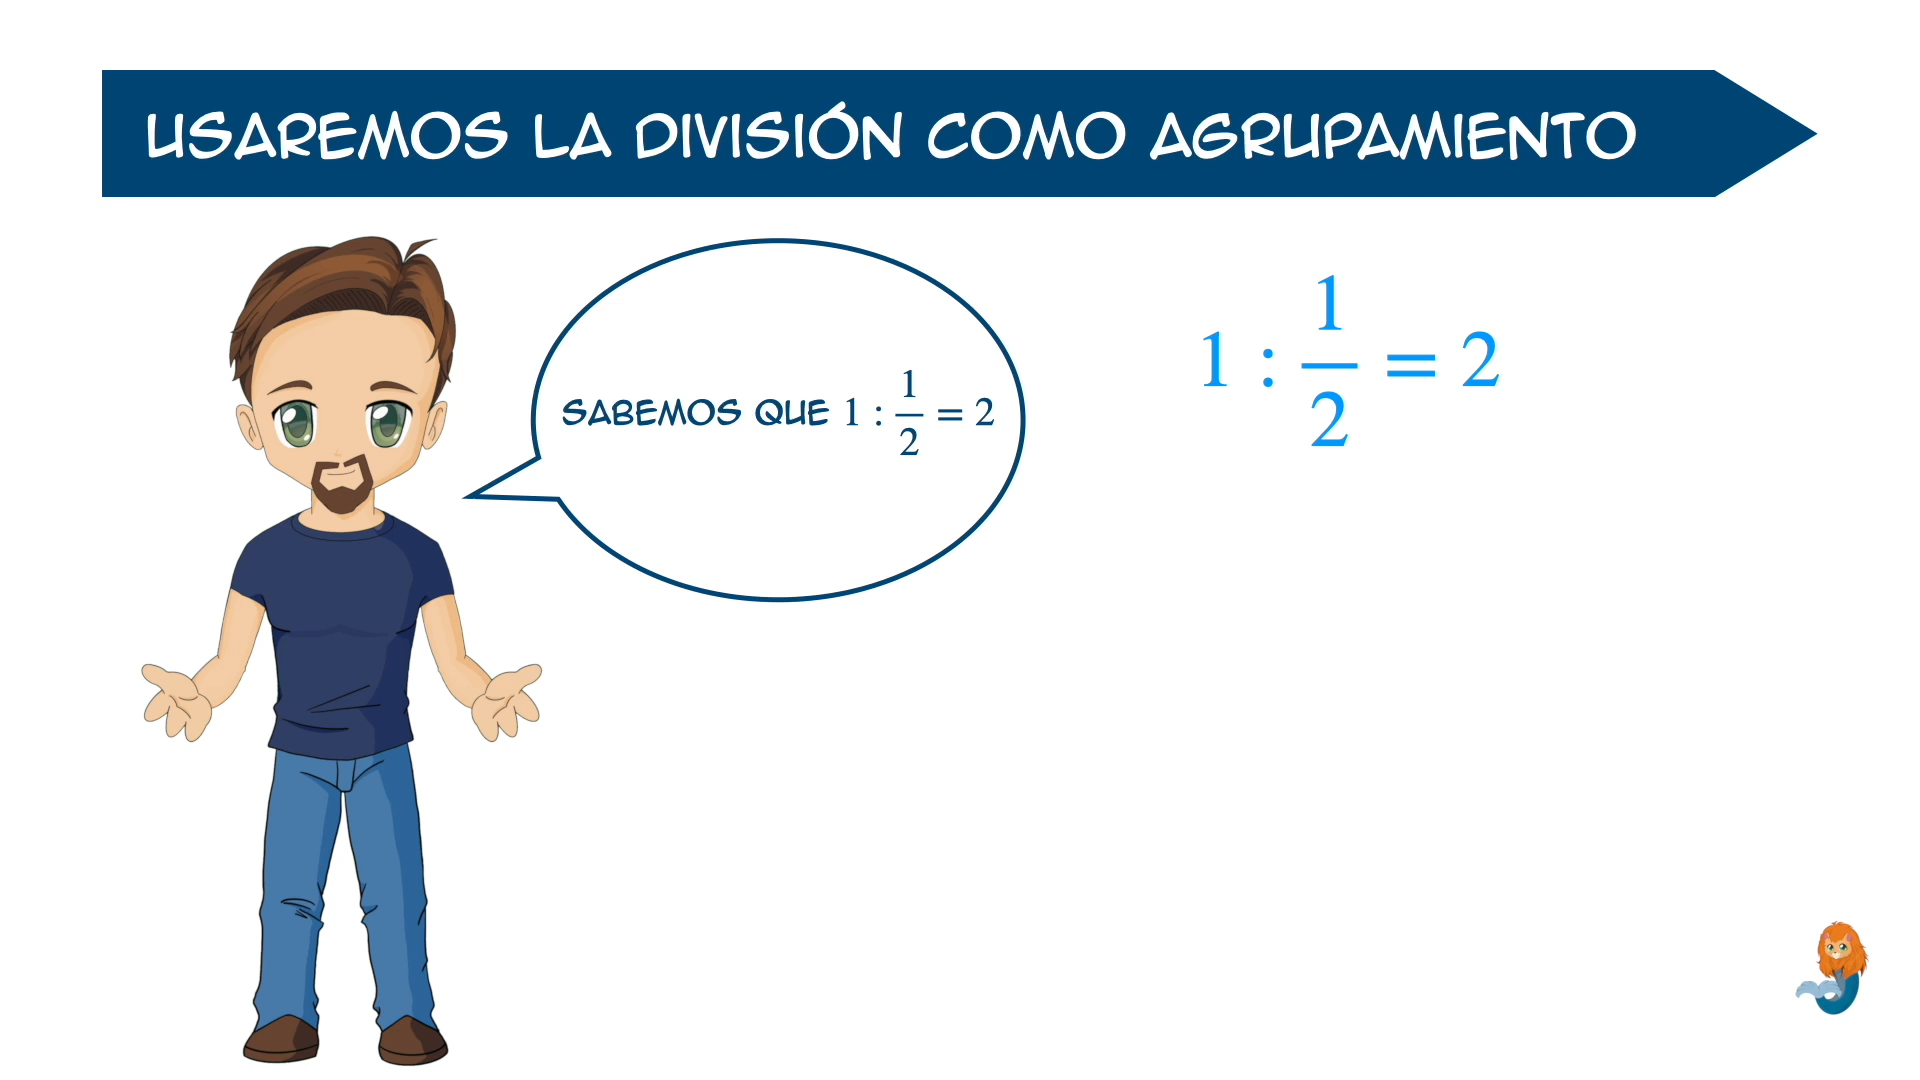 USAREMOS LA DIVISIÓN COMO AGRUPAMIENTO
SABEMOS QUE 1 : 1/2 = 2
1 : 1/2 = 2